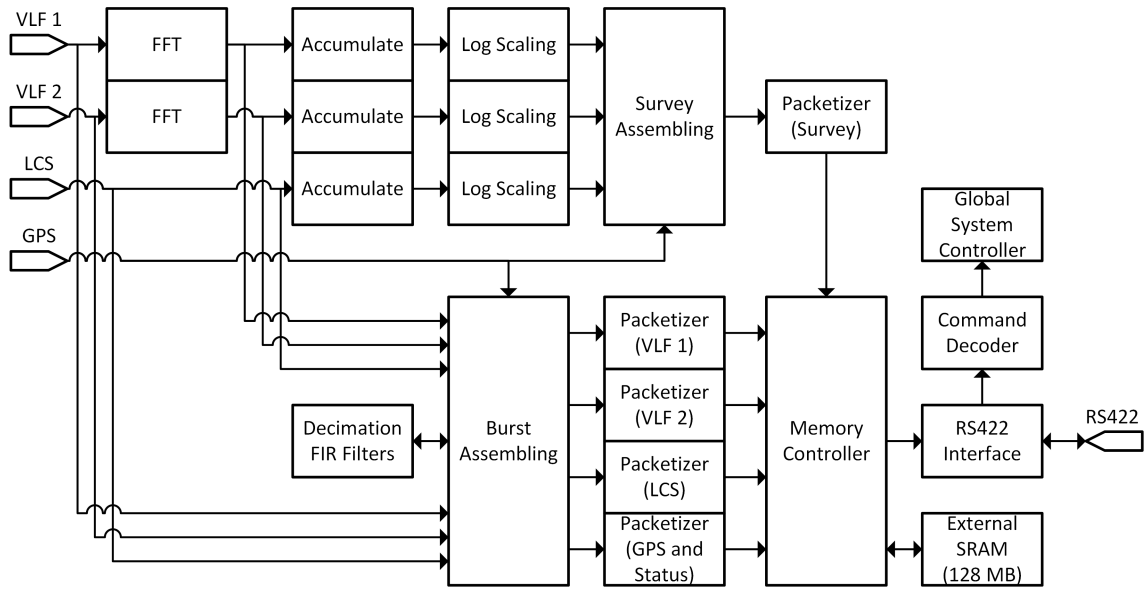 VLF 1
FFT
Accumulate
Log Scaling
VLF 2
FFT
Accumulate
Log Scaling
Survey
Assembling
Packetizer
(Survey)
LCS
Accumulate
Log Scaling
GPS
Global
System
Controller
Packetizer
(VLF 1)
Command
Decoder
Packetizer
(VLF 2)
Decimation
FIR Filters
Burst
Assembling
Memory
Controller
RS422
Interface
RS422
Packetizer
(LCS)
Packetizer
(GPS and
Status)
External
SRAM
(128 MB)